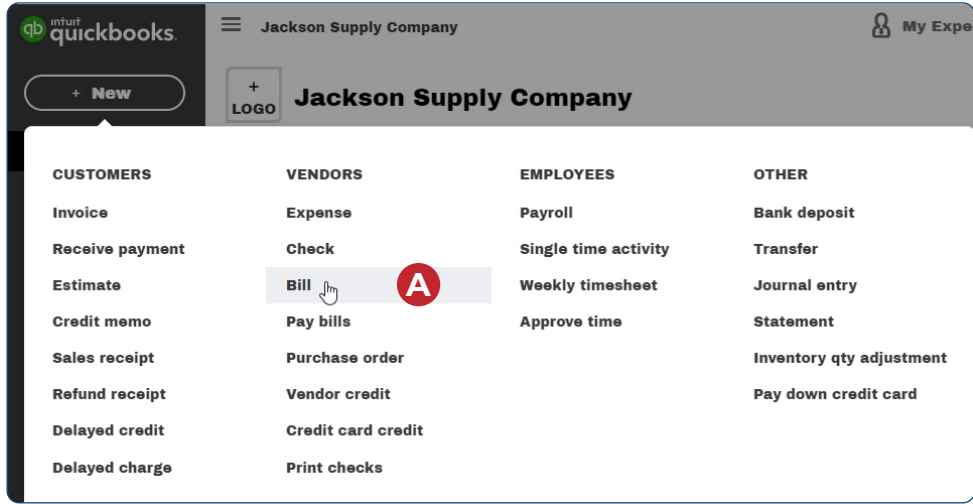 intuit
quickbooks.
Jackson Supply Company
My Expe
+ New
+
LOGO
Jackson Supply Company
CUSTOMERS
Invoice
Receive payment
Estimate
Credit memo
Sales receipt
Refund receipt
Delayed credit
Delayed charge
VENDORS
Expense
Check
Bill
A
Pay bills
Purchase order
Vendor credit
Credit card credit
Print checks
EMPLOYEES
Payroll
Single time activity
Weekly timesheet
Approve time
OTHER
Bank deposit
Transfer
Journal entry
Statement
Inventory qty adjustment
Pay down credit card